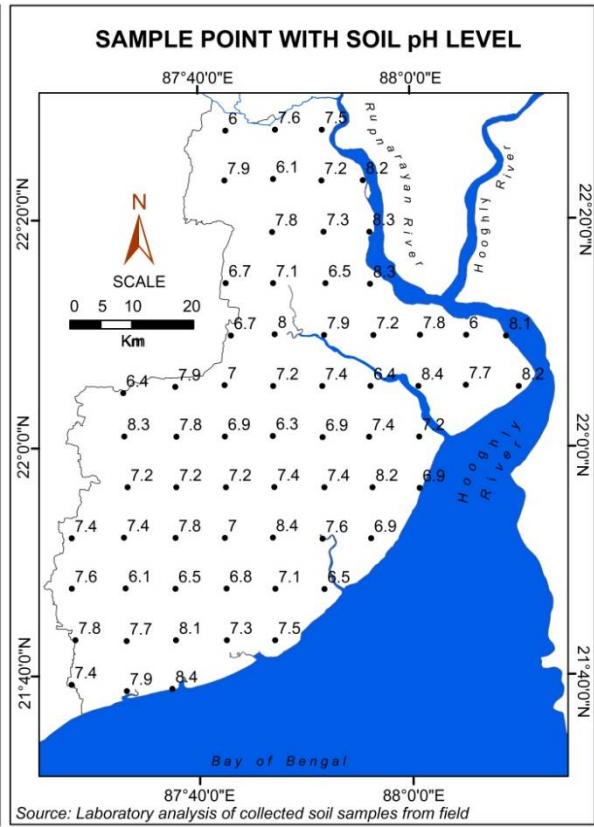 SAMPLE POINT WITH SOIL pH LEVEL
87°40'0"E 88°0'0"E
6 7.6 7.5
7.9 6.1 7.2 8.2
Rupnarayan River
Hooghly River
22°20'0"N 22°20'0"N
N
7.8 7.3 8.3
SCALE
6.7 7.1 6.5 8.3
0 5 10 20
Km
6.7 8 7.9 7.2 7.8 6 8.1
6.4 7.9 7 7.2 7.4 6.4 8.4 7.7 8.2
8.3 7.8 6.9 6.3 6.9 7.4 7.2
22°0'0"N 22°0'0"N
Hooghly
River
7.2 7.2 7.2 7.4 7.4 8.2 6.9
7.4 7.4 7.8 7 8.4 7.6 6.9
7.6 6.1 6.5 6.8 7.1 6.5
7.8 7.7 8.1 7.3 7.5
21°40'0"N 21°40'0"N
7.4 7.9 8.4
Bay of Bengal
87°40'0"E 88°0'0"E
Source: Laboratory analysis of collected soil samples from field